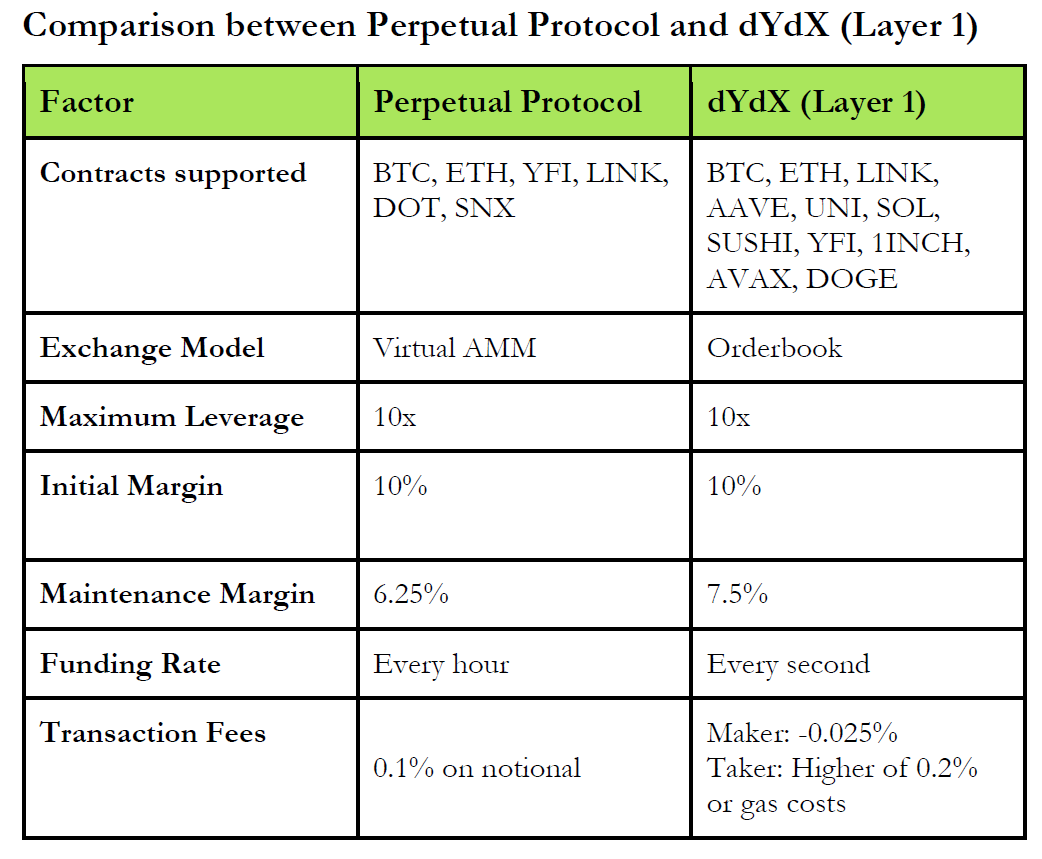 Comparison between Perpetual Protocol and dYdX (Layer 1)
Factor
Perpetual Protocol
dYdX (Layer 1)
Contracts supported
BTC, ETH, YFI, LINK,
DOT, SNX
BTC, ETH, LINK,
AAVE, UNI, SOL,
SUSHI, YFI, 1INCH,
AVAX, DOGE
Exchange Model
Virtual AMM
Orderbook
Maximum Leverage
10x
10x
Initial Margin
10%
10%
Maintenance Margin
6.25%
7.5%
Funding Rate
Every hour
Every second
Transaction Fees
0.1% on notional
Maker: -0.025%
Taker: Higher of 0.2%
or gas costs